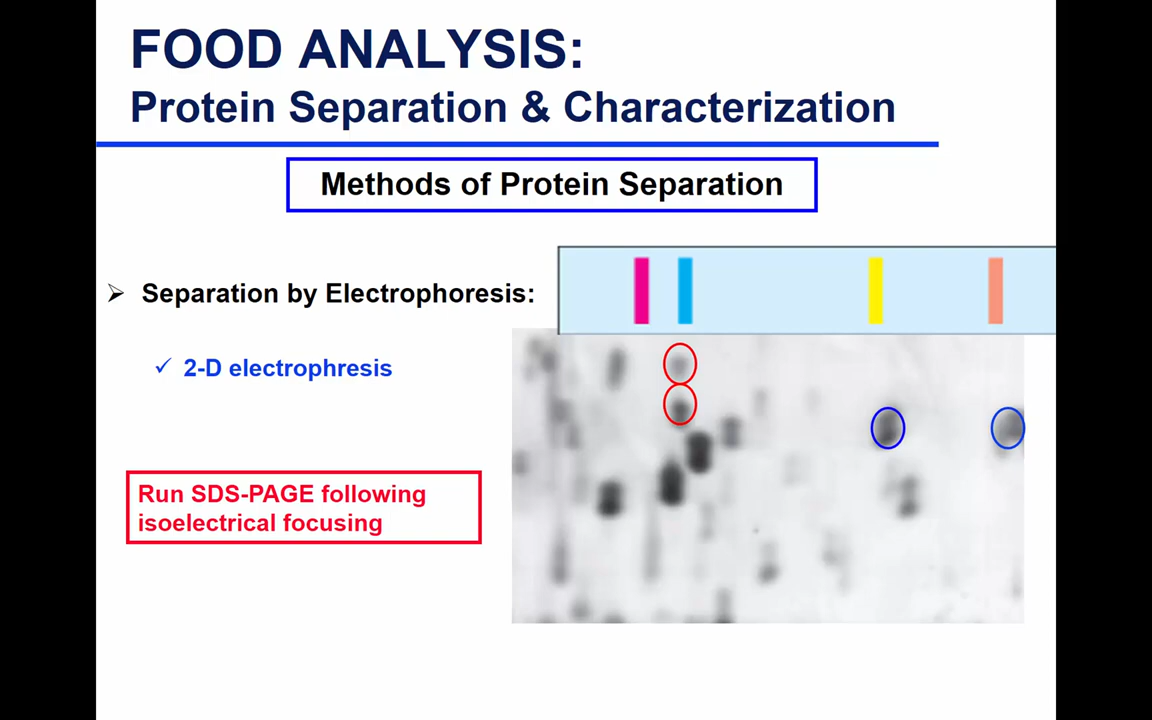 FOOD ANALYSIS:
Protein Separation & Characterization
Methods of Protein Separation
Separation by Electrophoresis:
2-D electrophresis
Run SDS-PAGE following
isoelectrical focusing